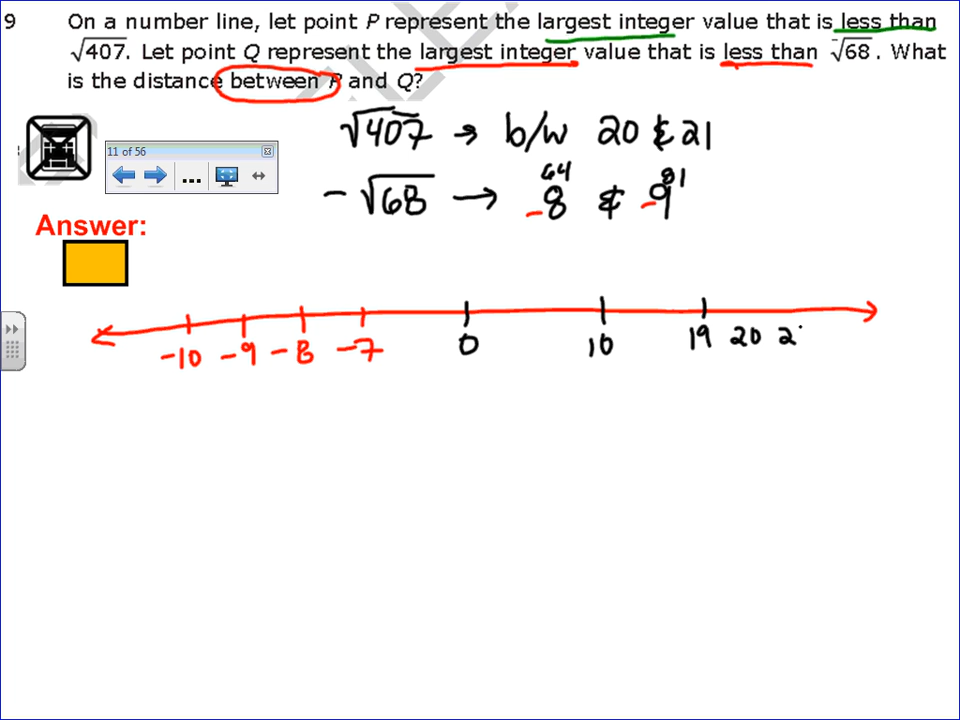 9 On a number line, let point P represent the largest integer value that is less than
√407. Let point Q represent the largest integer value that is less than ⁻√68. What
is the distance between P and Q?
√407 → b/w 20 & 21
11 of 56
...
64 81
- √68 → -8 & -9
Answer:
-10 -9 -8 -7 0 10 19 20 2